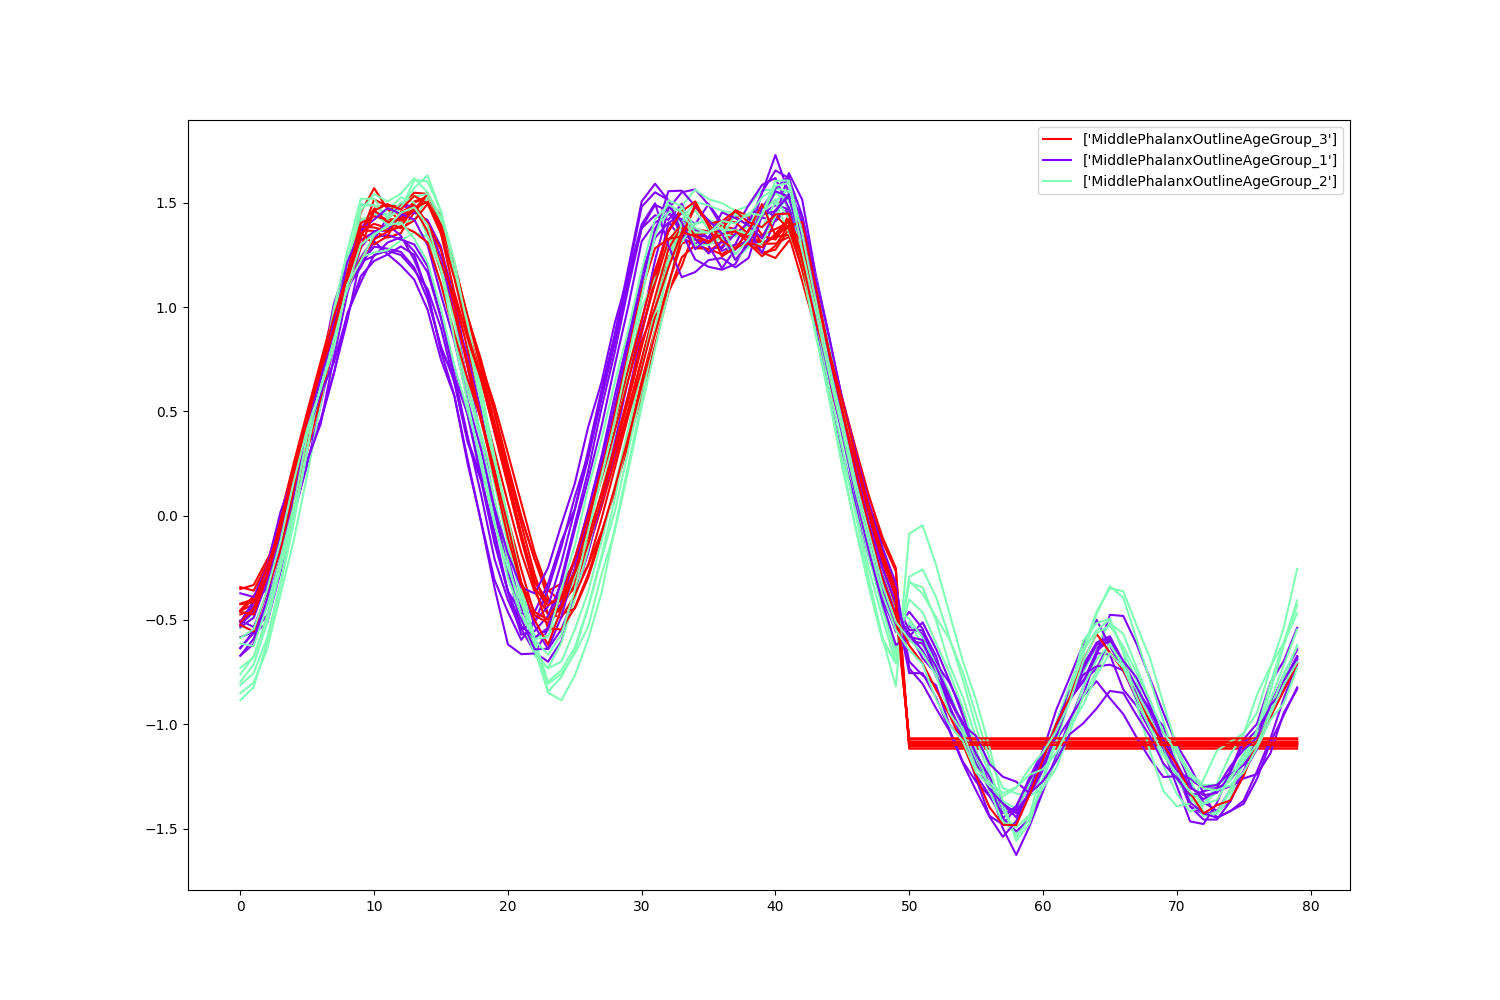 ['MiddlePhalanxOutlineAgeGroup_3']
['MiddlePhalanxOutlineAgeGroup_1']
['MiddlePhalanxOutlineAgeGroup_2']
1.5
1.0
0.5
0.0
−0.5
−1.0
−1.5
0 10 20 30 40 50 60 70 80